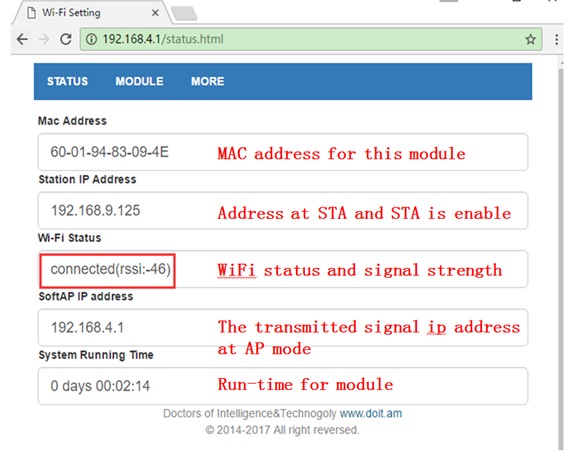 Wi-Fi Setting
192.168.4.1/status.html
STATUS MODULE MORE
Mac Address
60-01-94-83-09-4E MAC address for this module
Station IP Address
192.168.9.125 Address at STA and STA is enable
Wi-Fi Status
connected(rssi:-46) WiFi status and signal strength
SoftAP IP address
192.168.4.1 The transmitted signal ip address
at AP mode
System Running Time
0 days 00:02:14 Run-time for module
Doctors of Intelligence&Technogoly www.doit.am
© 2014-2017 All right reversed.